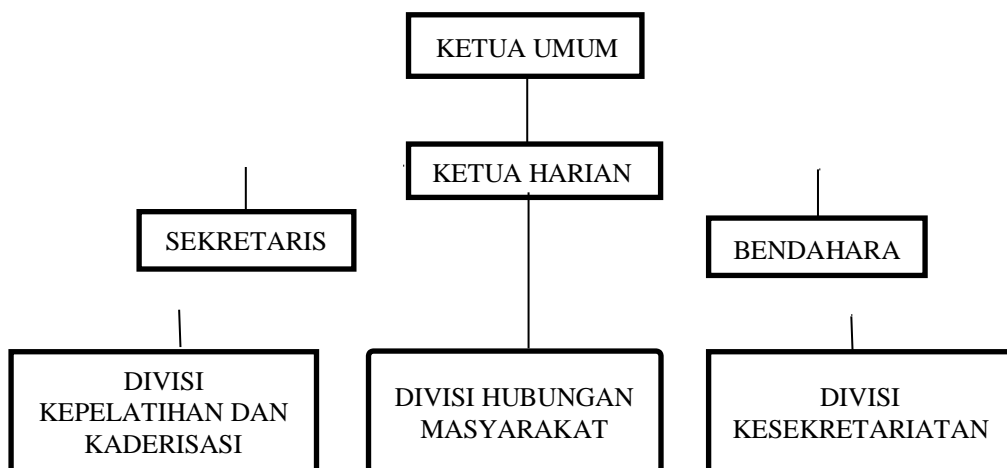 KETUA UMUM
KETUA HARIAN
SEKRETARIS
BENDAHARA
DIVISI
KEPELATIHAN DAN
KADERISASI
DIVISI HUBUNGAN
MASYARAKAT
DIVISI
KESEKRETARIATAN